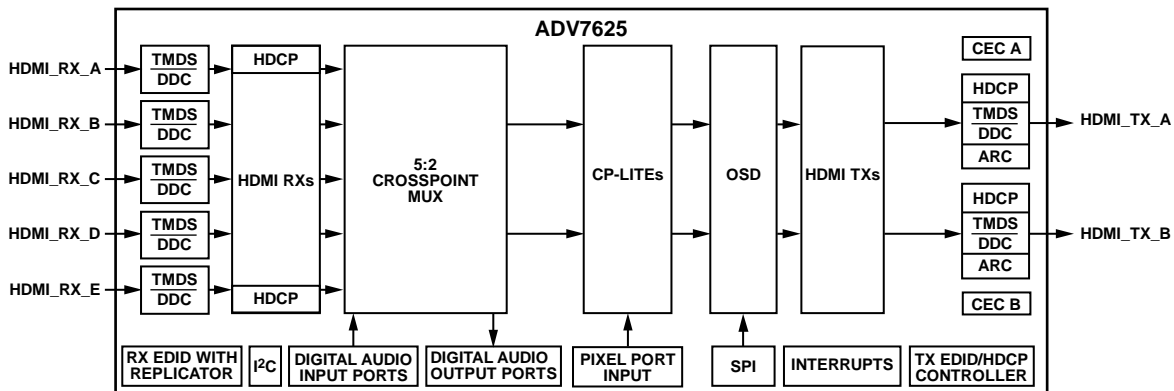 ADV7625
HDMI_RX_A
TMDS
DDC
HDCP
CEC A
HDMI_RX_B
TMDS
DDC
HDMI_RX_C
TMDS
DDC
HDMI RXs
5:2
CROSSPOINT
MUX
CP-LITEs
OSD
HDMI TXs
HDCP
TMDS
DDC
ARC
HDMI_TX_A
HDMI_RX_D
TMDS
DDC
HDCP
TMDS
DDC
ARC
HDMI_TX_B
HDMI_RX_E
TMDS
DDC
HDCP
CEC B
RX EDID WITH
REPLICATOR
I²C
DIGITAL AUDIO
INPUT PORTS
DIGITAL AUDIO
OUTPUT PORTS
PIXEL PORT
INPUT
SPI
INTERRUPTS
TX EDID/HDCP
CONTROLLER